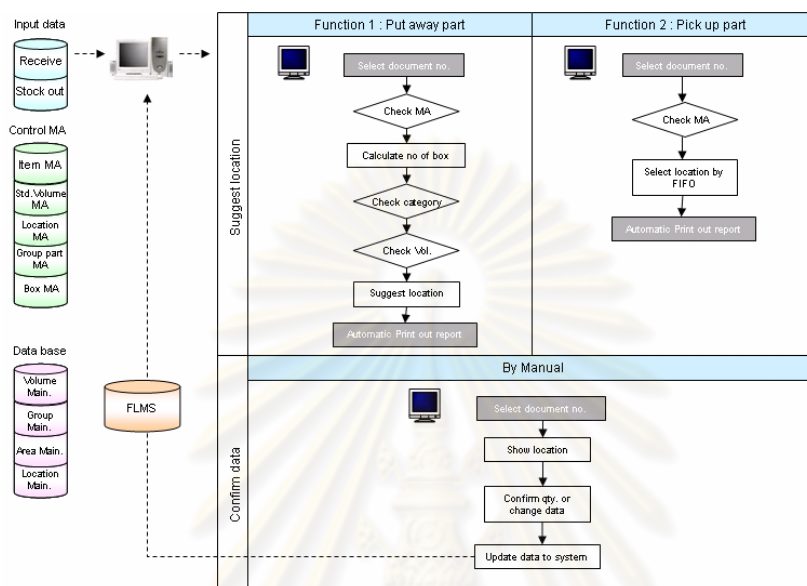 Input data
Receive
Stock out
Control MA
Item MA
Std.Volume
MA
Location
MA
Group part
MA
Box MA
Data base
Volume
Main.
Group
Main.
Area Main.
Location
Main.
FLMS
Suggest location
Function 1 : Put away part
Select document no.
Check MA
Calculate no of box
Check category
Check Vol.
Suggest location
Automatic Print out report
Function 2 : Pick up part
Select document no.
Check MA
Select location by
FIFO
Automatic Print out report
Confirm data
By Manual
Select document no.
Show location
Confirm qty. or
change data
Update data to system